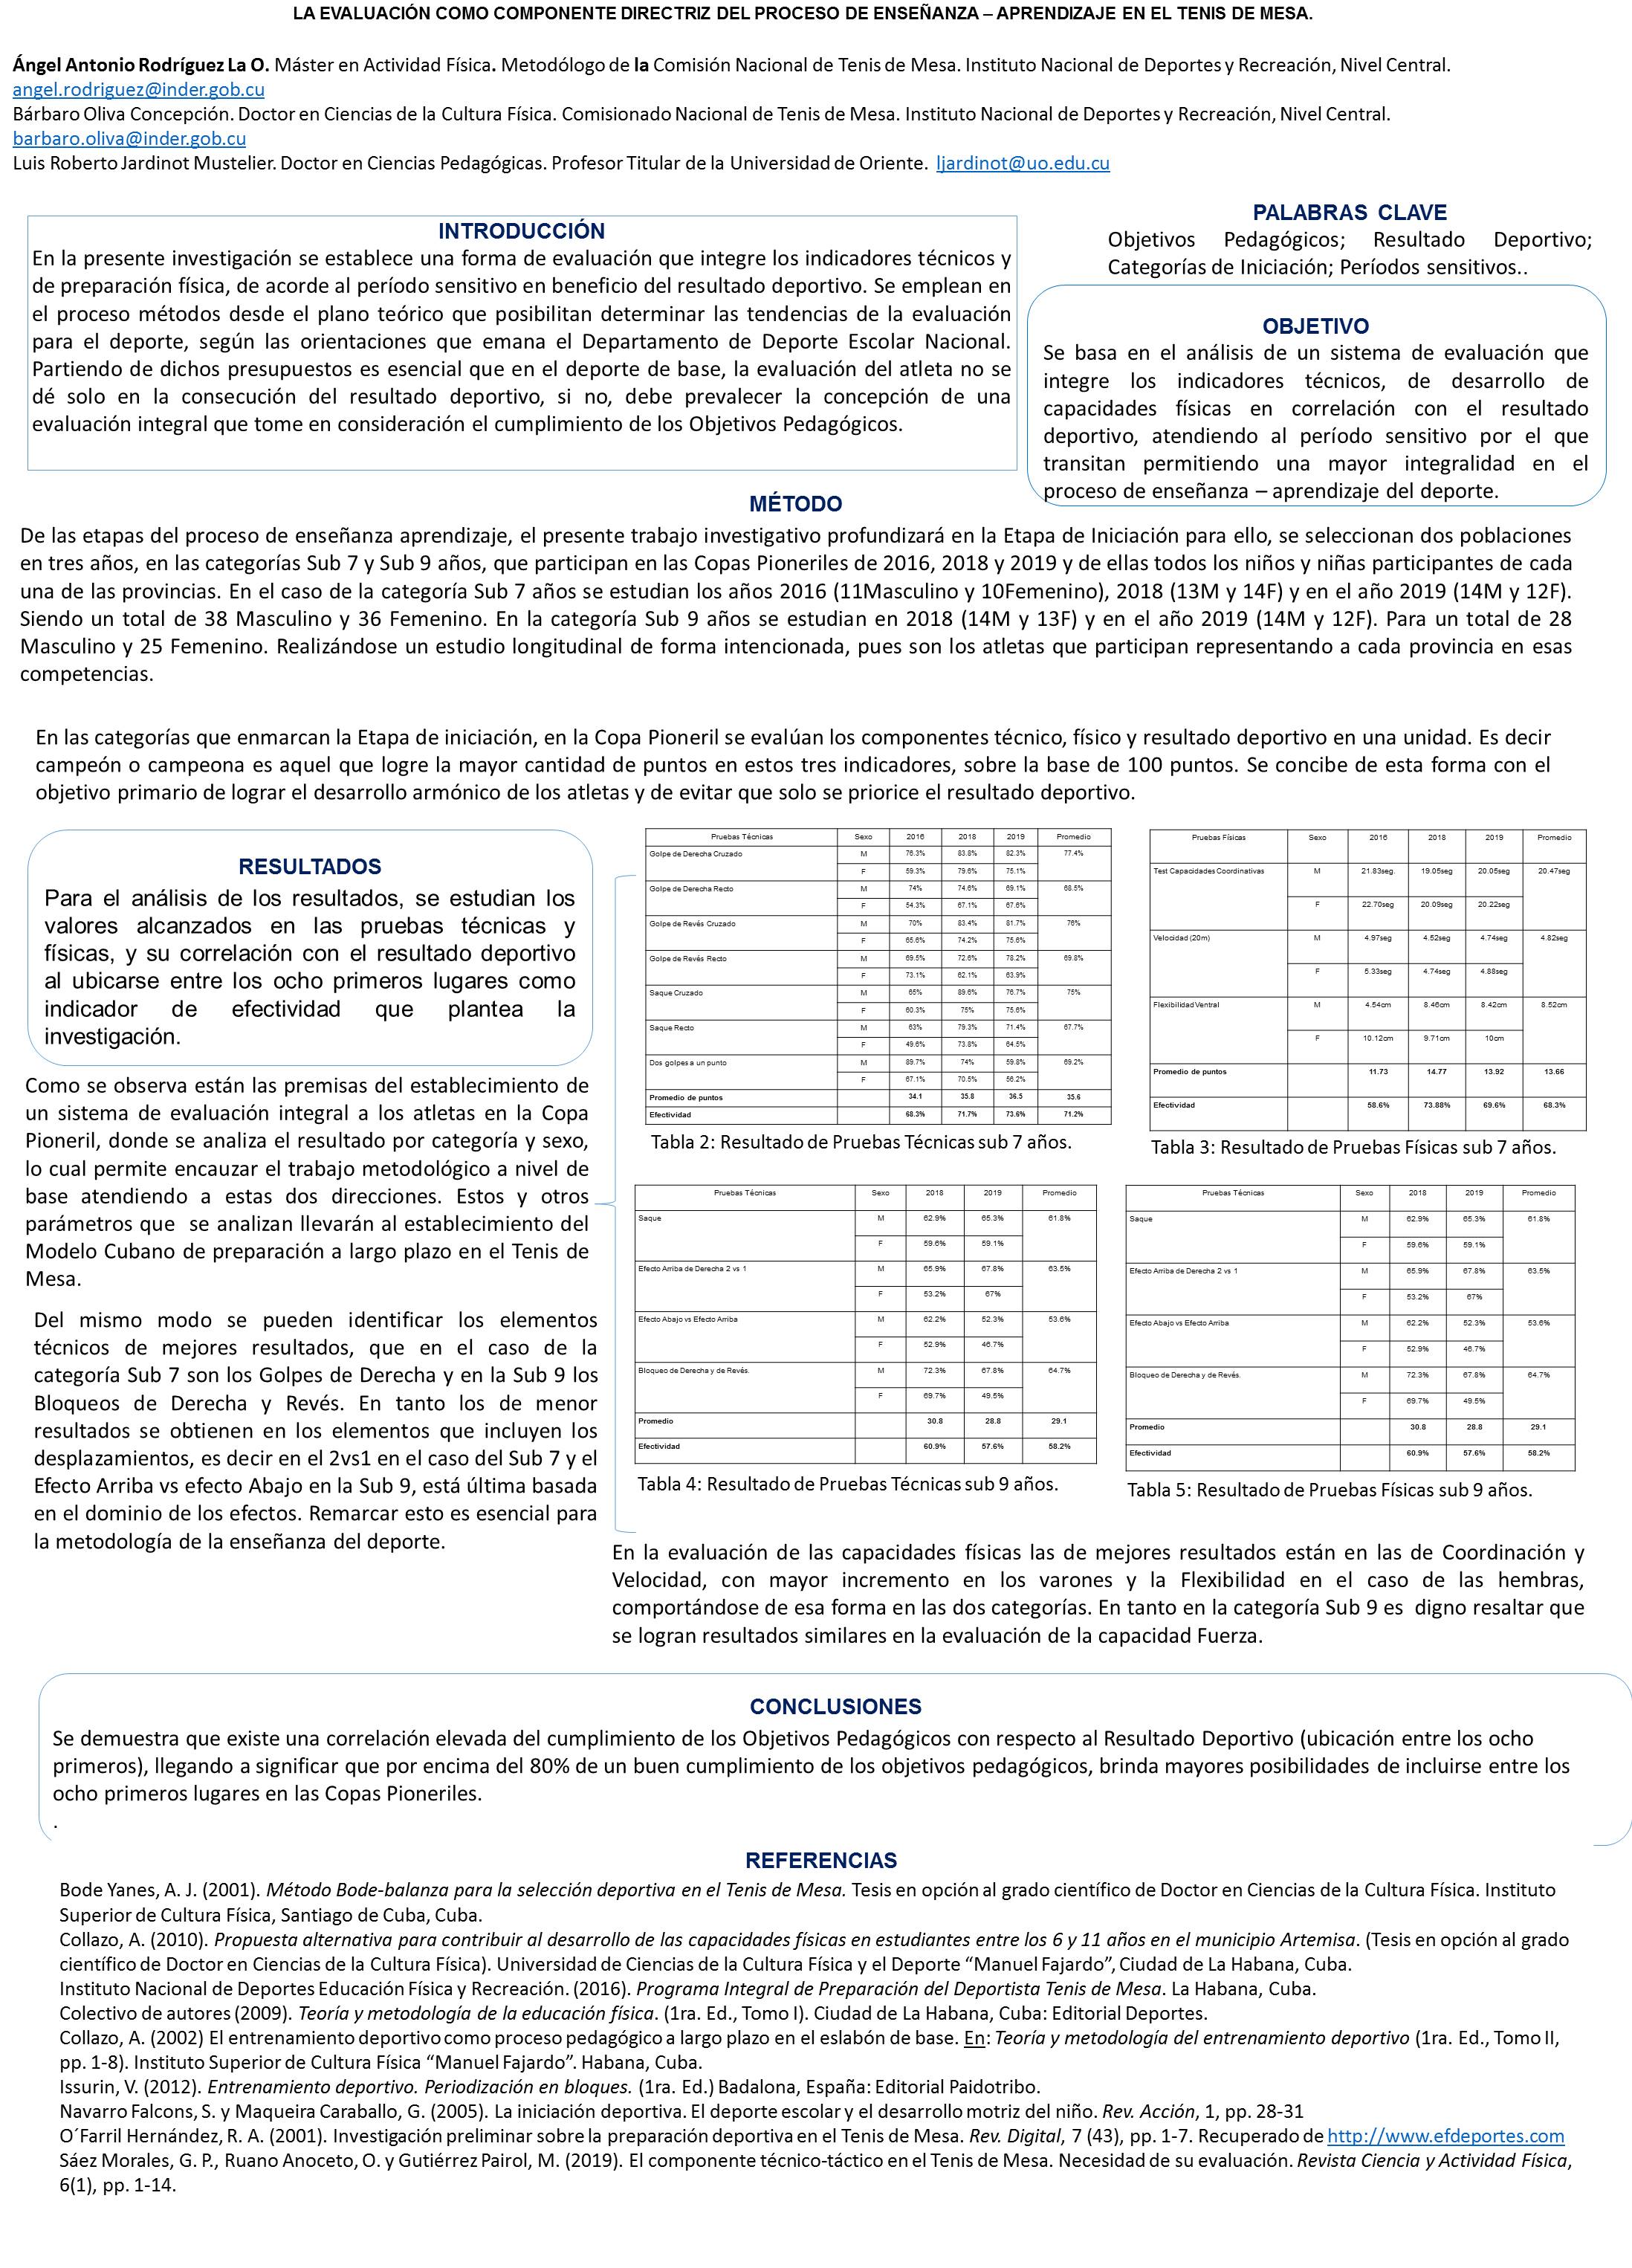 LA EVALUACIÓN COMO COMPONENTE DIRECTRIZ DEL PROCESO DE ENSEÑANZA – APRENDIZAJE EN EL TENIS DE MESA.
Ángel Antonio Rodríguez La O. Máster en Actividad Física. Metodólogo de la Comisión Nacional de Tenis de Mesa. Instituto Nacional de Deportes y Recreación, Nivel Central.
angel.rodriguez@inder.gob.cu
Bárbaro Oliva Concepción. Doctor en Ciencias de la Cultura Física. Comisionado Nacional de Tenis de Mesa. Instituto Nacional de Deportes y Recreación, Nivel Central.
barbaro.oliva@inder.gob.cu
Luis Roberto Jardinot Mustelier. Doctor en Ciencias Pedagógicas. Profesor Titular de la Universidad de Oriente. ljardinot@uo.edu.cu
INTRODUCCIÓN
En la presente investigación se establece una forma de evaluación que integre los indicadores técnicos y
de preparación física, de acorde al período sensitivo en beneficio del resultado deportivo. Se emplean en
el proceso métodos desde el plano teórico que posibilitan determinar las tendencias de la evaluación
para el deporte, según las orientaciones que emana el Departamento de Deporte Escolar Nacional.
Partiendo de dichos presupuestos es esencial que en el deporte de base, la evaluación del atleta no se
dé solo en la consecución del resultado deportivo, si no, debe prevalecer la concepción de una
evaluación integral que tome en consideración el cumplimiento de los Objetivos Pedagógicos.
PALABRAS CLAVE
Objetivos Pedagógicos; Resultado Deportivo;
Categorías de Iniciación; Períodos sensitivos..
OBJETIVO
Se basa en el análisis de un sistema de evaluación que
integre los indicadores técnicos, de desarrollo de
capacidades físicas en correlación con el resultado
deportivo, atendiendo al período sensitivo por el que
transitan permitiendo una mayor integralidad en el
proceso de enseñanza – aprendizaje del deporte.
MÉTODO
De las etapas del proceso de enseñanza aprendizaje, el presente trabajo investigativo profundizará en la Etapa de Iniciación para ello, se seleccionan dos poblaciones
en tres años, en las categorías Sub 7 y Sub 9 años, que participan en las Copas Pioneriles de 2016, 2018 y 2019 y de ellas todos los niños y niñas participantes de cada
una de las provincias. En el caso de la categoría Sub 7 años se estudian los años 2016 (11Masculino y 10Femenino), 2018 (13M y 14F) y en el año 2019 (14M y 12F).
Siendo un total de 38 Masculino y 36 Femenino. En la categoría Sub 9 años se estudian en 2018 (14M y 13F) y en el año 2019 (14M y 12F). Para un total de 28
Masculino y 25 Femenino. Realizándose un estudio longitudinal de forma intencionada, pues son los atletas que participan representando a cada provincia en esas
competencias.
En las categorías que enmarcan la Etapa de iniciación, en la Copa Pioneril se evalúan los componentes técnico, físico y resultado deportivo en una unidad. Es decir
campeón o campeona es aquel que logre la mayor cantidad de puntos en estos tres indicadores, sobre la base de 100 puntos. Se concibe de esta forma con el
objetivo primario de lograr el desarrollo armónico de los atletas y de evitar que solo se priorice el resultado deportivo.
RESULTADOS
Para el análisis de los resultados, se estudian los
valores alcanzados en las pruebas técnicas y
físicas, y su correlación con el resultado deportivo
al ubicarse entre los ocho primeros lugares como
indicador de efectividad que plantea la
investigación.
Como se observa están las premisas del establecimiento de
un sistema de evaluación integral a los atletas en la Copa
Pioneril, donde se analiza el resultado por categoría y sexo,
lo cual permite encauzar el trabajo metodológico a nivel de
base atendiendo a estas dos direcciones. Estos y otros
parámetros que se analizan llevarán al establecimiento del
Modelo Cubano de preparación a largo plazo en el Tenis de
Mesa.
Del mismo modo se pueden identificar los elementos
técnicos de mejores resultados, que en el caso de la
categoría Sub 7 son los Golpes de Derecha y en la Sub 9 los
Bloqueos de Derecha y Revés. En tanto los de menor
resultados se obtienen en los elementos que incluyen los
desplazamientos, es decir en el 2vs1 en el caso del Sub 7 y el
Efecto Arriba vs efecto Abajo en la Sub 9, está última basada
en el dominio de los efectos. Remarcar esto es esencial para
la metodología de la enseñanza del deporte.
Pruebas Técnicas Sexo 2016 2018 2019 Promedio
Golpe de Derecha Cruzado M 76.3% 83.8% 82.3% 77.4%
F 59.3% 79.6% 75.1%
Golpe de Derecha Recto M 74% 74.6% 69.1% 68.5%
F 54.3% 67.1% 67.6%
Golpe de Revés Cruzado M 70% 83.4% 81.7% 76%
F 65.6% 74.2% 75.6%
Golpe de Revés Recto M 69.5% 72.6% 78.2% 69.8%
F 73.1% 62.1% 63.9%
Saque Cruzado M 65% 89.6% 76.7% 75%
F 60.3% 75% 75.6%
Saque Recto M 63% 79.3% 71.4% 67.7%
F 49.6% 73.8% 64.5%
Dos golpes a un punto M 89.7% 74% 59.8% 69.2%
F 67.1% 70.5% 56.2%
Promedio de puntos 34.1 35.8 36.5 35.6
Efectividad 68.3% 71.7% 73.6% 71.2%
Tabla 2: Resultado de Pruebas Técnicas sub 7 años.
Pruebas Físicas Sexo 2016 2018 2019 Promedio
Test Capacidades Coordinativas M 21.83seg. 19.05seg 20.05seg 20.47seg
F 22.70seg 20.09seg 20.22seg
Velocidad (20m) M 4.97seg 4.52seg 4.74seg 4.82seg
F 5.33seg 4.74seg 4.88seg
Flexibilidad Ventral M 4.54cm 8.46cm 8.42cm 8.52cm
F 10.12cm 9.71cm 10cm
Promedio de puntos 11.73 14.77 13.92 13.66
Efectividad 58.6% 73.88% 69.6% 68.3%
Tabla 3: Resultado de Pruebas Físicas sub 7 años.
Pruebas Técnicas Sexo 2018 2019 Promedio
Saque M 62.9% 65.3% 61.8%
F 59.6% 59.1%
Efecto Arriba de Derecha 2 vs 1 M 65.9% 67.8% 63.5%
F 53.2% 67%
Efecto Abajo vs Efecto Arriba M 62.2% 52.3% 53.6%
F 52.9% 46.7%
Bloqueo de Derecha y de Revés. M 72.3% 67.8% 64.7%
F 69.7% 49.5%
Promedio 30.8 28.8 29.1
Efectividad 60.9% 57.6% 58.2%
Tabla 4: Resultado de Pruebas Técnicas sub 9 años.
Pruebas Técnicas Sexo 2018 2019 Promedio
Saque M 62.9% 65.3% 61.8%
F 59.6% 59.1%
Efecto Arriba de Derecha 2 vs 1 M 65.9% 67.8% 63.5%
F 53.2% 67%
Efecto Abajo vs Efecto Arriba M 62.2% 52.3% 53.6%
F 52.9% 46.7%
Bloqueo de Derecha y de Revés. M 72.3% 67.8% 64.7%
F 69.7% 49.5%
Promedio 30.8 28.8 29.1
Efectividad 60.9% 57.6% 58.2%
Tabla 5: Resultado de Pruebas Físicas sub 9 años.
En la evaluación de las capacidades físicas las de mejores resultados están en las de Coordinación y
Velocidad, con mayor incremento en los varones y la Flexibilidad en el caso de las hembras,
comportándose de esa forma en las dos categorías. En tanto en la categoría Sub 9 es digno resaltar que
se logran resultados similares en la evaluación de la capacidad Fuerza.
CONCLUSIONES
Se demuestra que existe una correlación elevada del cumplimiento de los Objetivos Pedagógicos con respecto al Resultado Deportivo (ubicación entre los ocho
primeros), llegando a significar que por encima del 80% de un buen cumplimiento de los objetivos pedagógicos, brinda mayores posibilidades de incluirse entre los
ocho primeros lugares en las Copas Pioneriles.
.
REFERENCIAS
Bode Yanes, A. J. (2001). Método Bode-balanza para la selección deportiva en el Tenis de Mesa. Tesis en opción al grado científico de Doctor en Ciencias de la Cultura Física. Instituto
Superior de Cultura Física, Santiago de Cuba, Cuba.
Collazo, A. (2010). Propuesta alternativa para contribuir al desarrollo de las capacidades físicas en estudiantes entre los 6 y 11 años en el municipio Artemisa. (Tesis en opción al grado
científico de Doctor en Ciencias de la Cultura Física). Universidad de Ciencias de la Cultura Física y el Deporte “Manuel Fajardo”, Ciudad de La Habana, Cuba.
Instituto Nacional de Deportes Educación Física y Recreación. (2016). Programa Integral de Preparación del Deportista Tenis de Mesa. La Habana, Cuba.
Colectivo de autores (2009). Teoría y metodología de la educación física. (1ra. Ed., Tomo I). Ciudad de La Habana, Cuba: Editorial Deportes.
Collazo, A. (2002) El entrenamiento deportivo como proceso pedagógico a largo plazo en el eslabón de base. En: Teoría y metodología del entrenamiento deportivo (1ra. Ed., Tomo II,
pp. 1-8). Instituto Superior de Cultura Física “Manuel Fajardo”. Habana, Cuba.
Issurin, V. (2012). Entrenamiento deportivo. Periodización en bloques. (1ra. Ed.) Badalona, España: Editorial Paidotribo.
Navarro Falcons, S. y Maqueira Caraballo, G. (2005). La iniciación deportiva. El deporte escolar y el desarrollo motriz del niño. Rev. Acción, 1, pp. 28-31
O´Farril Hernández, R. A. (2001). Investigación preliminar sobre la preparación deportiva en el Tenis de Mesa. Rev. Digital, 7 (43), pp. 1-7. Recuperado de http://www.efdeportes.com
Sáez Morales, G. P., Ruano Anoceto, O. y Gutiérrez Pairol, M. (2019). El componente técnico-táctico en el Tenis de Mesa. Necesidad de su evaluación. Revista Ciencia y Actividad Física,
6(1), pp. 1-14.